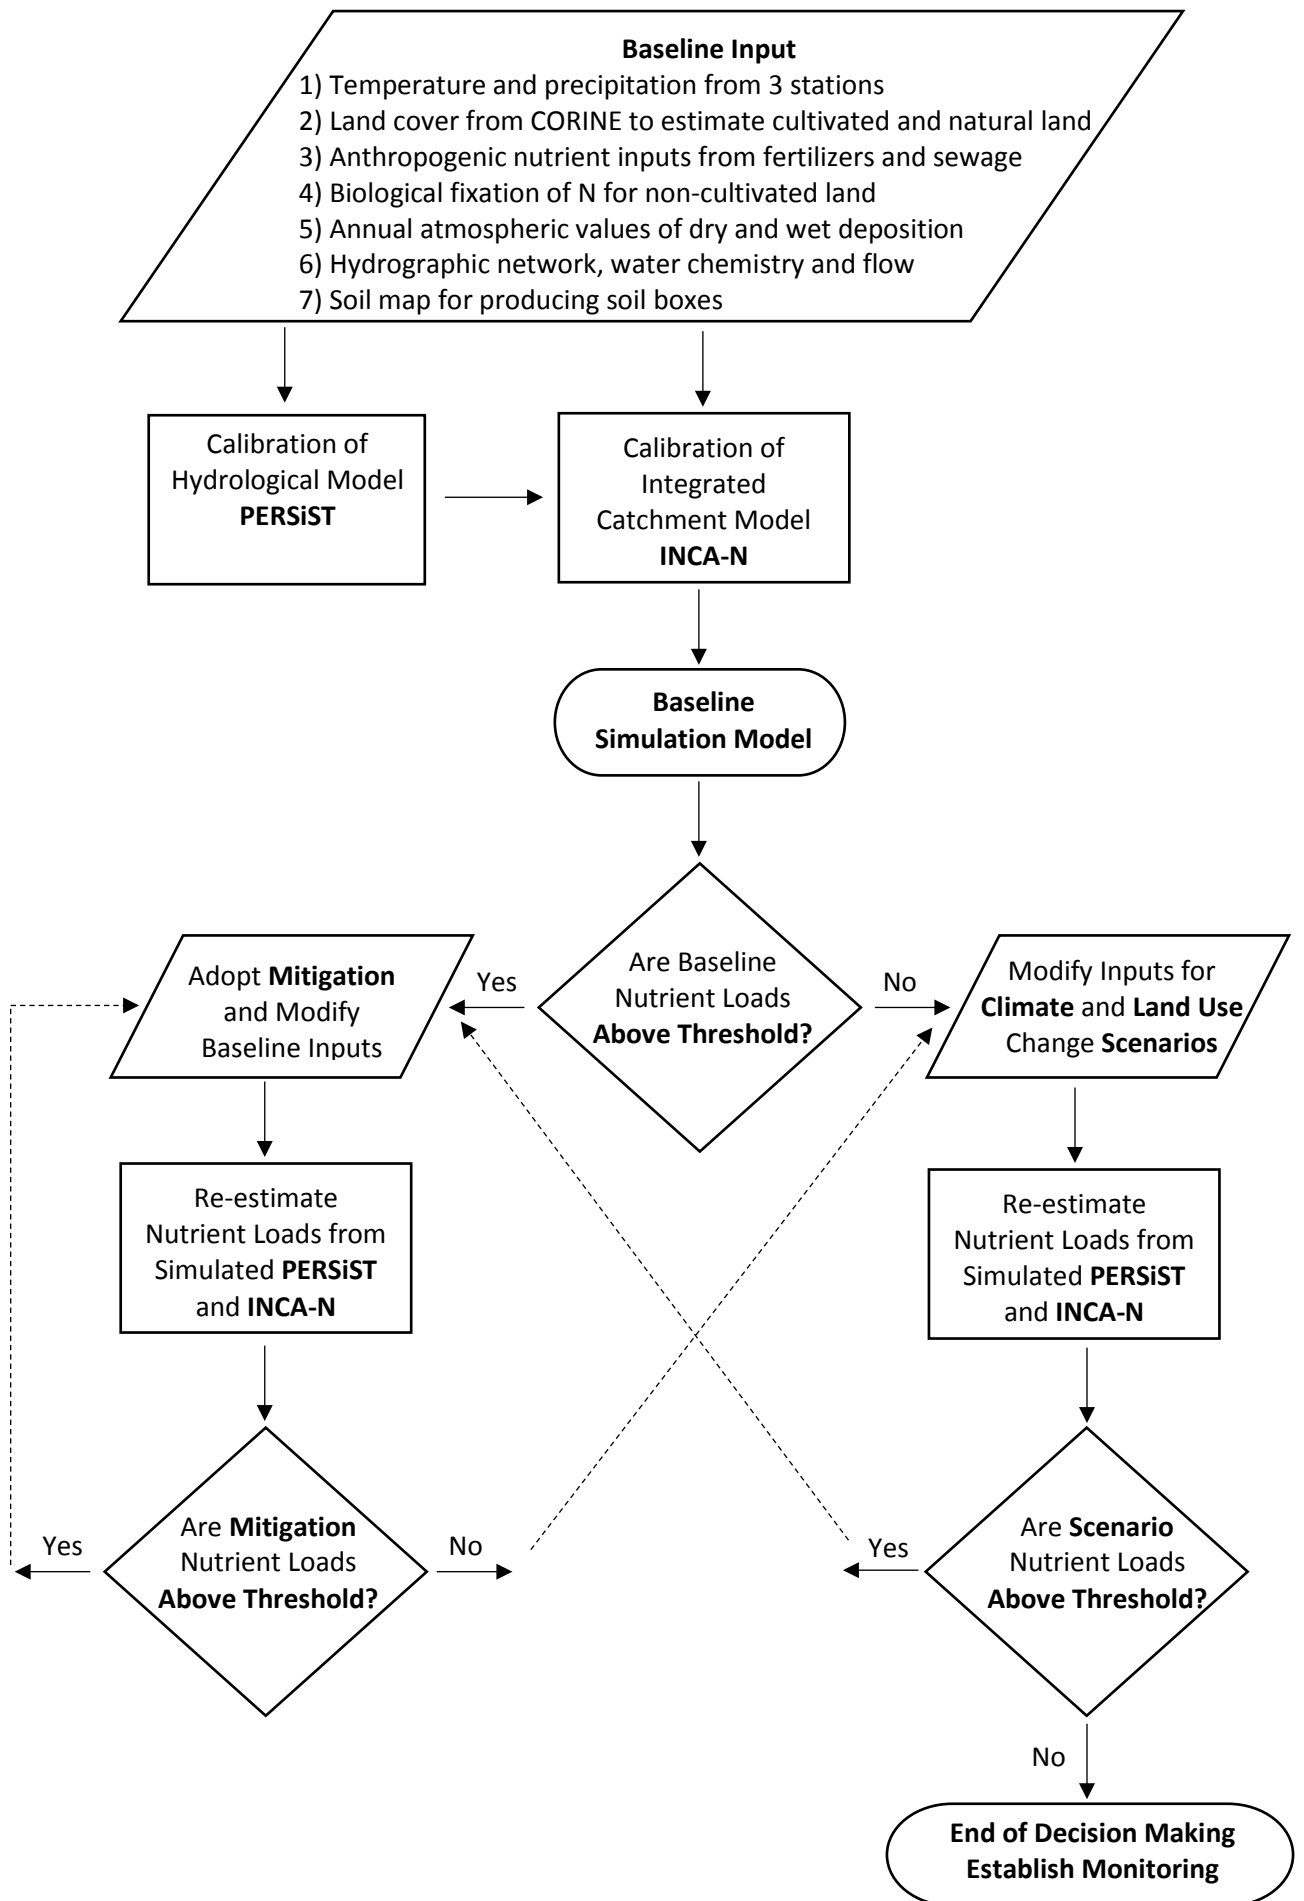 Baseline Input
1) Temperature and precipitation from 3 stations
2) Land cover from CORINE to estimate cultivated and natural land
3) Anthropogenic nutrient inputs from fertilizers and sewage
4) Biological fixation of N for non-cultivated land
5) Annual atmospheric values of dry and wet deposition
6) Hydrographic network, water chemistry and flow
7) Soil map for producing soil boxes
Calibration of
Hydrological Model
PERSiST
Calibration of
Integrated
Catchment Model
INCA-N
Baseline
Simulation Model
Are Baseline
Nutrient Loads
Above Threshold?
Yes
No
Adopt Mitigation
and Modify
Baseline Inputs
Modify Inputs for
Climate and Land Use
Change Scenarios
Re-estimate
Nutrient Loads from
Simulated PERSiST
and INCA-N
Re-estimate
Nutrient Loads from
Simulated PERSiST
and INCA-N
Yes
Are Mitigation
Nutrient Loads
Above Threshold?
No
Yes
Are Scenario
Nutrient Loads
Above Threshold?
No
End of Decision Making
Establish Monitoring